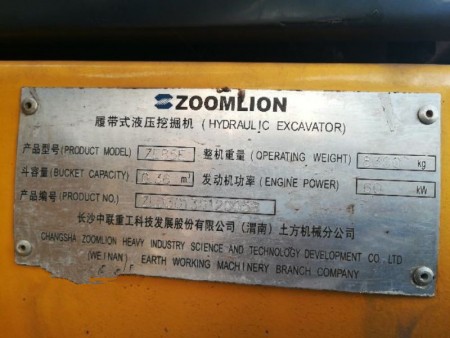 ZOOMLION
履带式液压挖掘机 (HYDRAULIC EXCAVATOR)
产品型号(PRODUCT MODEL) 整机重量(OPERATING WEIGHT) kg
斗容量(BUCKET CAPACITY) m³ 发动机功率(ENGINE POWER) kW
产品编号(PRODUCT NO.)
长沙中联重工科技发展股份有限公司(渭南)土方机械分公司
CHANGSHA ZOOMLION HEAVY INDUSTRY SCIENCE AND TECHNOLOGY DEVELOPMENT CO., LTD
(WEINAN) EARTH WORKING MACHINERY BRANCH COMPANY